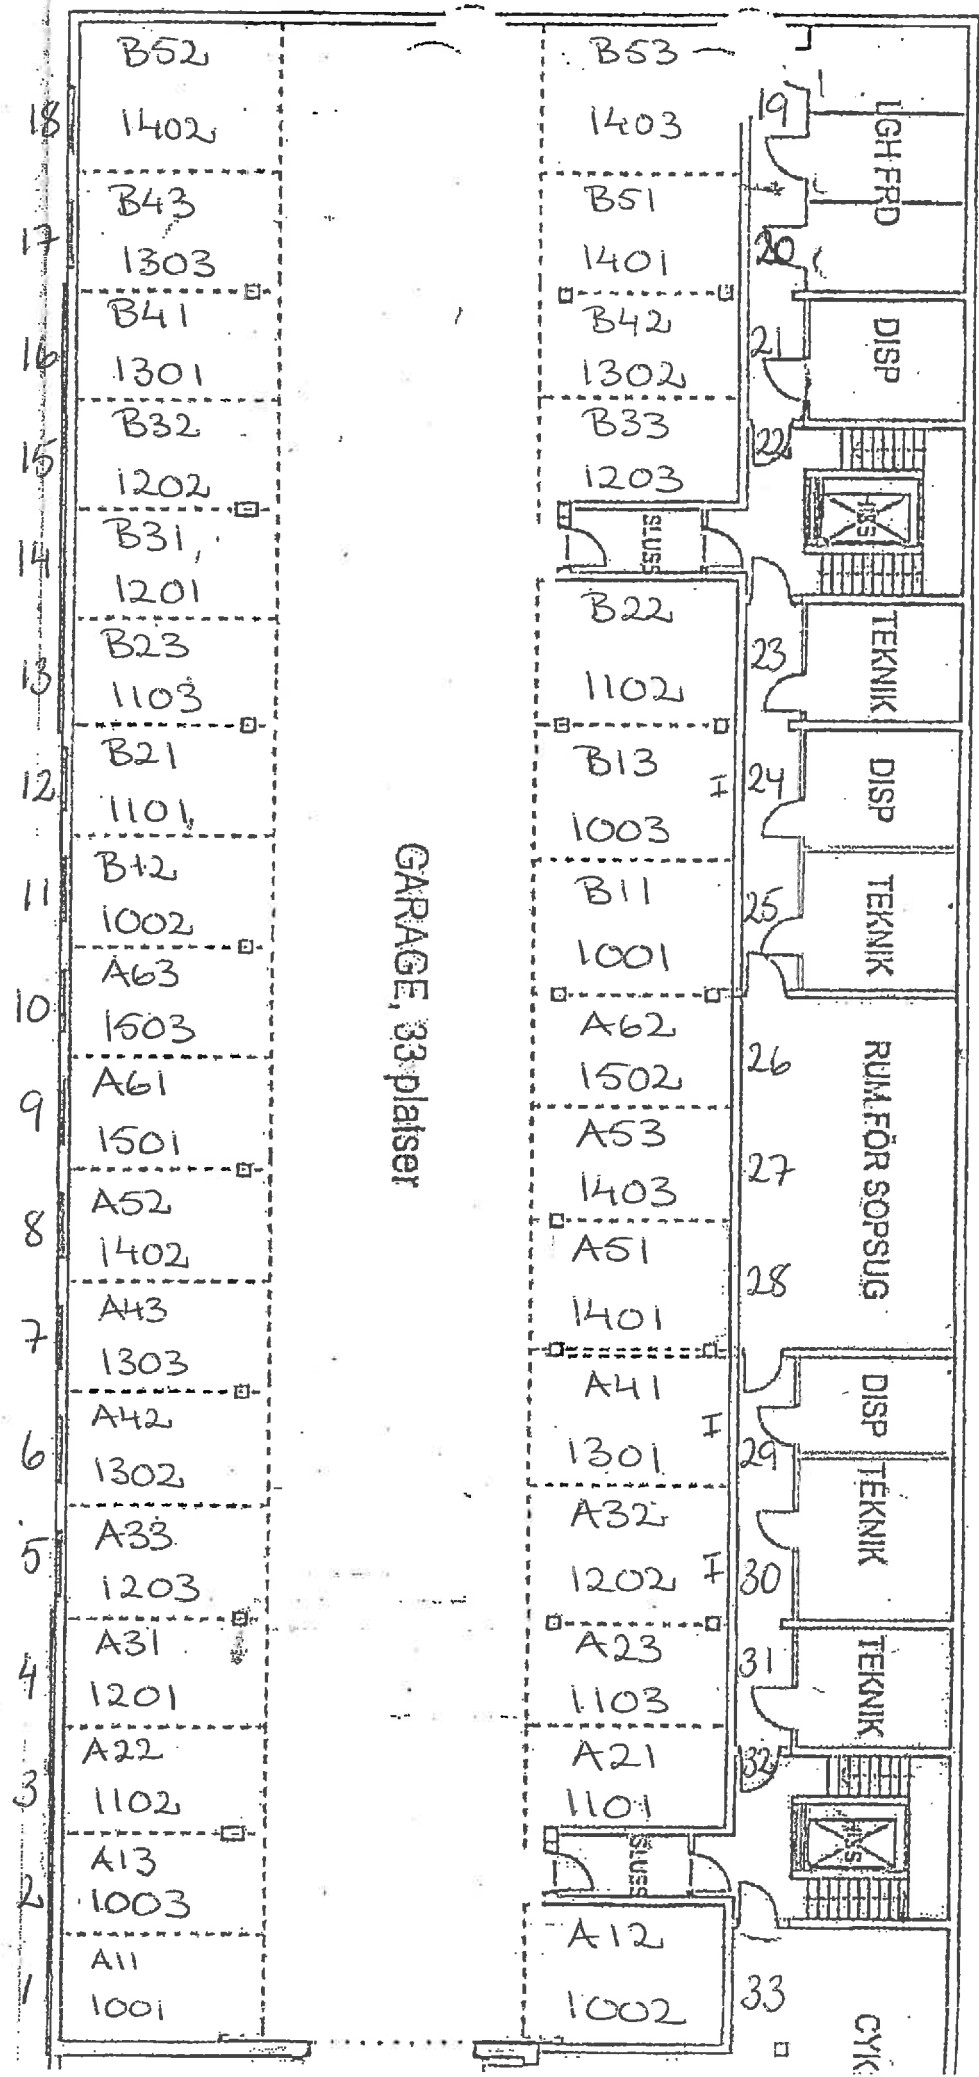 18
B52
1402
17
B43
1303
16
B41
1301
15
B32
1202
14
B31
1201
13
B23
1103
12
B21
1101
11
B12
1002
10
A63
1503
9
A61
1501
8
A52
1402
7
A43
1303
6
A42
1302
5
A33
1203
4
A31
1201
3
A22
1102
2
A13
1003
1
A11
1001
GARAGE, 33 platser
B53
1403
19
B51
1401
20
B42
1302
21
B33
1203
22
SLUSS
B22
1102
23
B13
1003
24
B11
1001
25
A62
1502
26
A53
1403
27
A51
1401
28
A41
1301
29
A32
1202
30
A23
1103
31
A21
1101
32
SLUSS
A12
1002
33
LGH FRD
DISP
HISS
TEKNIK
DISP
TEKNIK
RUM FÖR SOPSUG
DISP
TEKNIK
TEKNIK
HISS
CYK